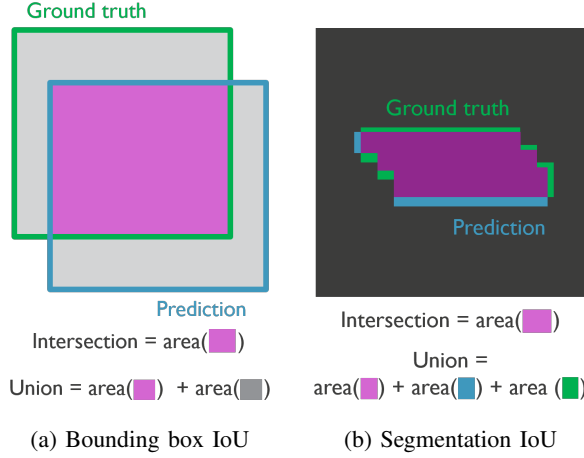 Ground truth
Prediction
Intersection = area( )
Union = area( ) + area( )
(a) Bounding box IoU
Ground truth
Prediction
Intersection = area( )
Union =
area( ) + area( ) + area ( )
(b) Segmentation IoU